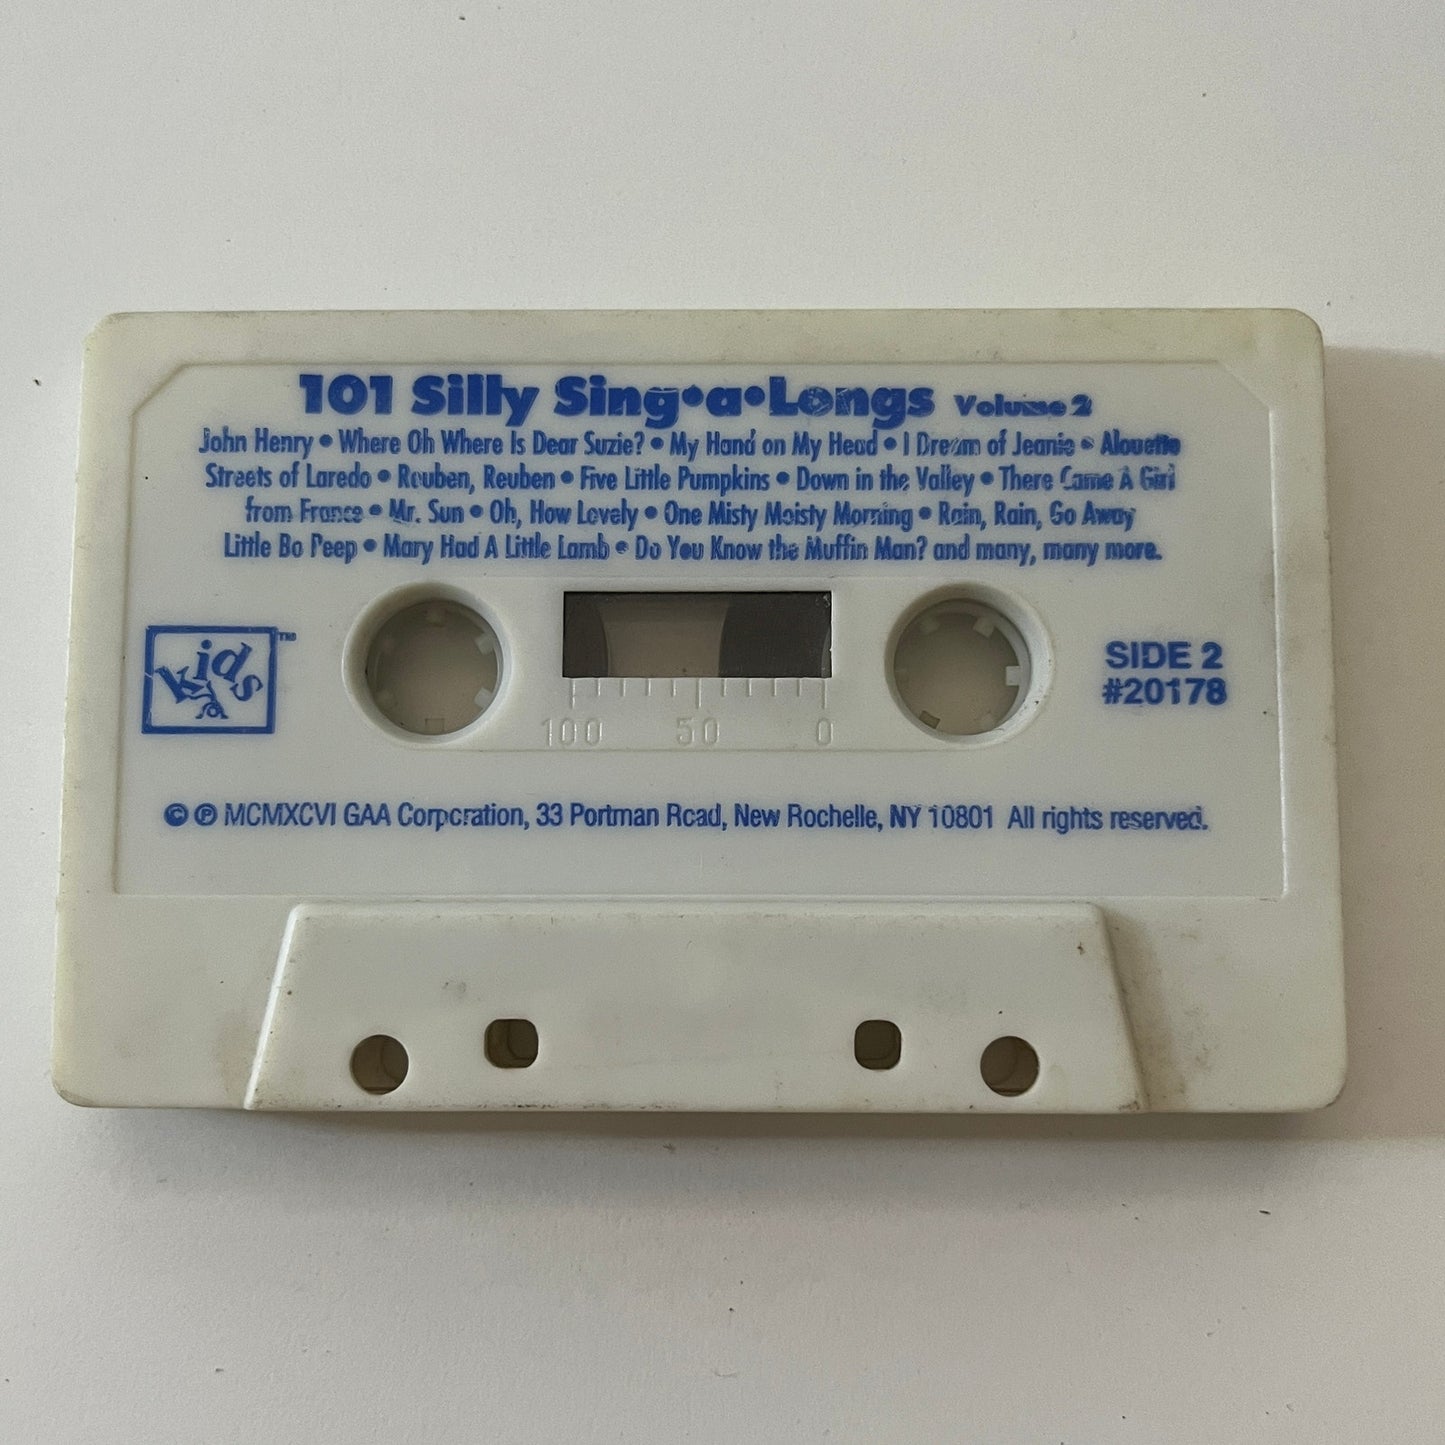 101 Silly Sing•a•Longs Volume 2
John Henry • Where Oh Where Is Dear Suzie? • My Hand on My Head • I Dream of Jeanie • Alouette
Streets of Laredo • Reuben, Reuben • Five Little Pumpkins • Down in the Valley • There Came A Girl
from France • Mr. Sun • Oh, How Lovely • One Misty Moisty Morning • Rain, Rain, Go Away
Little Bo Peep • Mary Had A Little Lamb • Do You Know the Muffin Man? and many, many more.
kids ™
SIDE 2
#20178
100 50 0
© ℗ MCMXCVI GAA Corporation, 33 Portman Road, New Rochelle, NY 10801 All rights reserved.